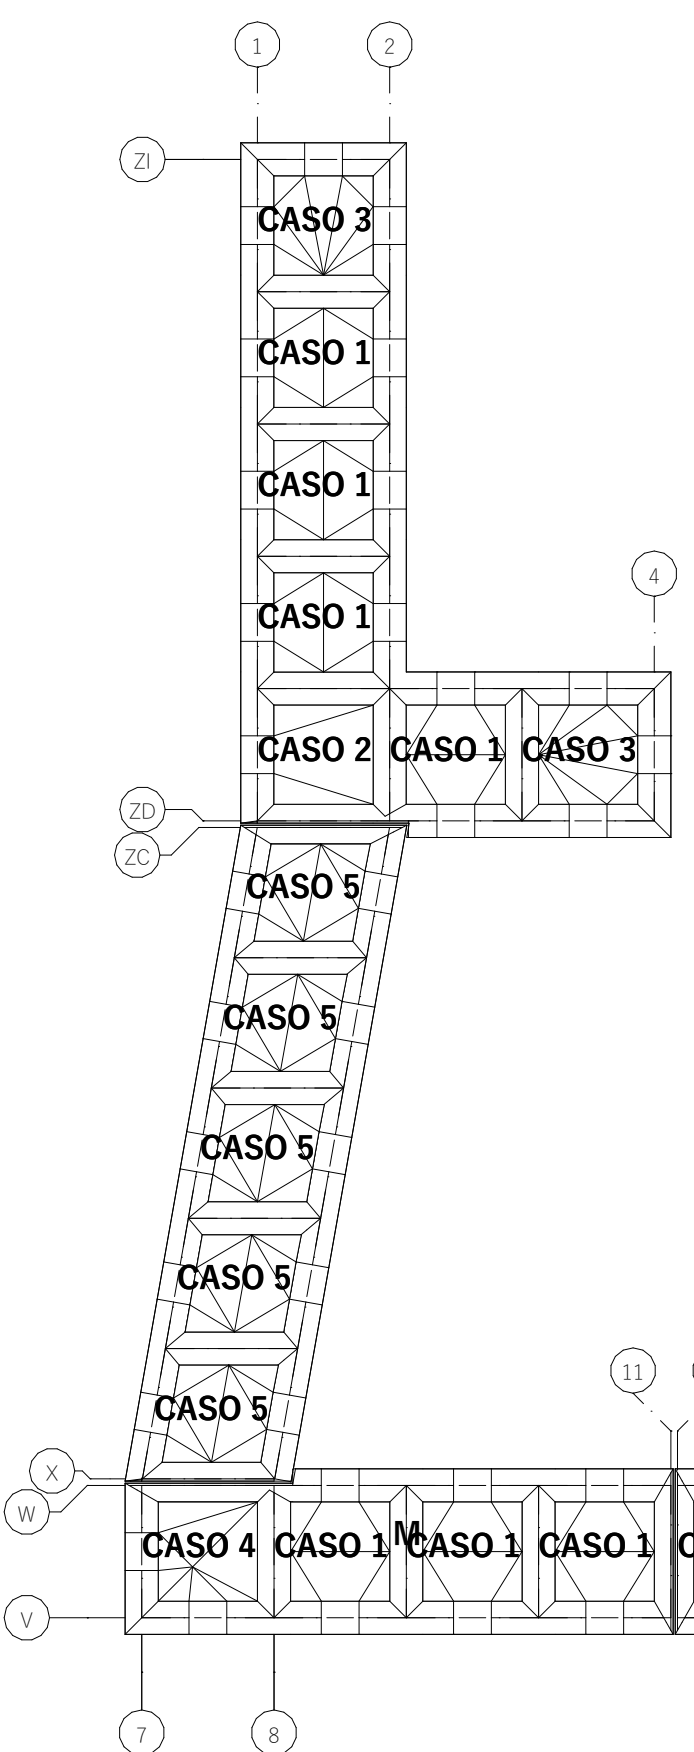 1 2
ZI
CASO 3
CASO 1
CASO 1
CASO 1
4
CASO 2 CASO 1 CASO 3
ZD
ZC
CASO 5
CASO 5
CASO 5
CASO 5
CASO 5
11
X
W
M
CASO 4 CASO 1 CASO 1 CASO 1 C
V
7 8